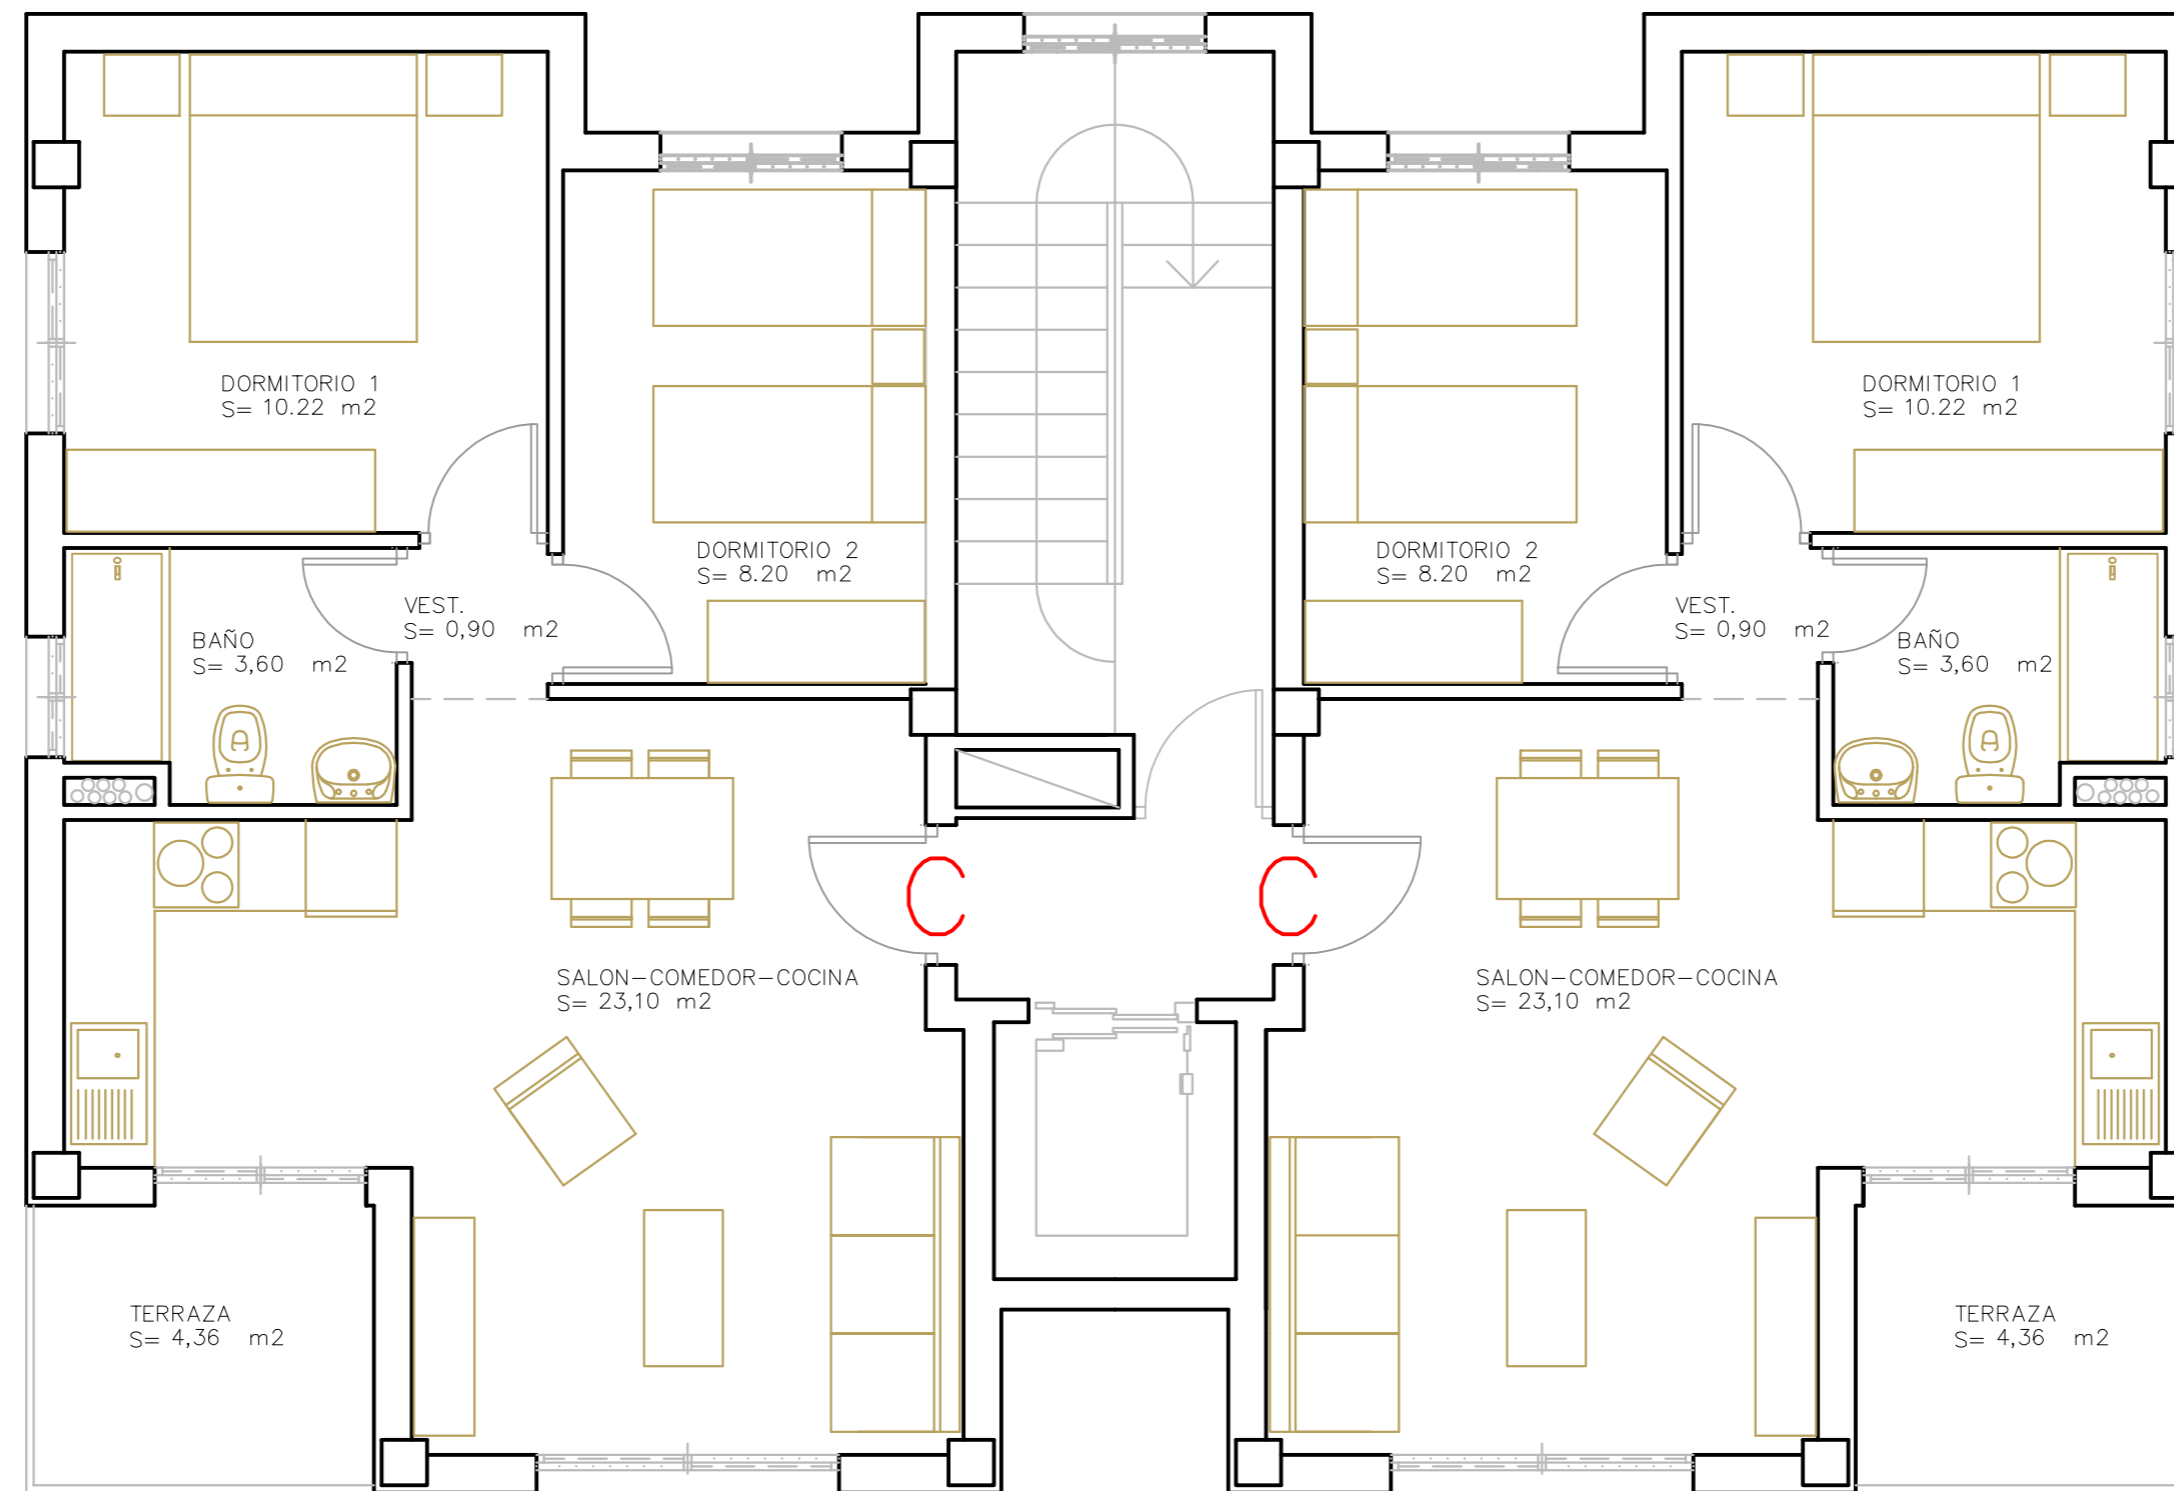 DORMITORIO 1
S= 10.22 m2
DORMITORIO 1
S= 10.22 m2
DORMITORIO 2
S= 8.20 m2
DORMITORIO 2
S= 8.20 m2
VEST.
S= 0,90 m2
VEST.
S= 0,90 m2
BAÑO
S= 3,60 m2
BAÑO
S= 3,60 m2
C
C
SALON-COMEDOR-COCINA
S= 23,10 m2
SALON-COMEDOR-COCINA
S= 23,10 m2
TERRAZA
S= 4,36 m2
TERRAZA
S= 4,36 m2